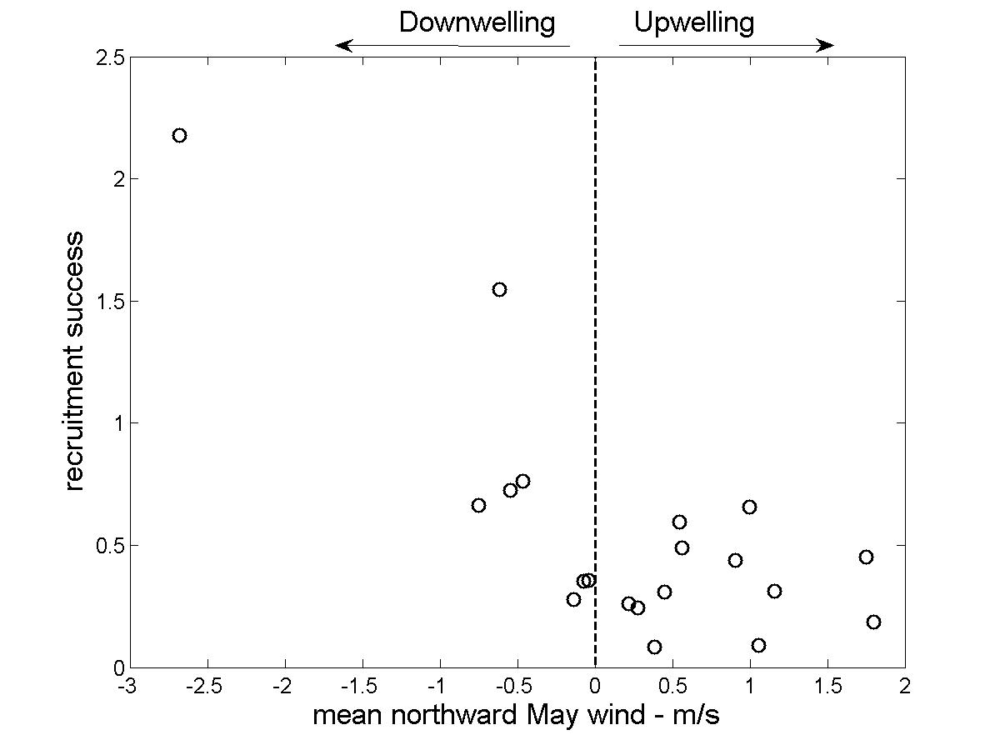 Downwelling Upwelling
2.5
2
1.5
1
0.5
0
recruitment success
-3 -2.5 -2 -1.5 -1 -0.5 0 0.5 1 1.5 2
mean northward May wind - m/s